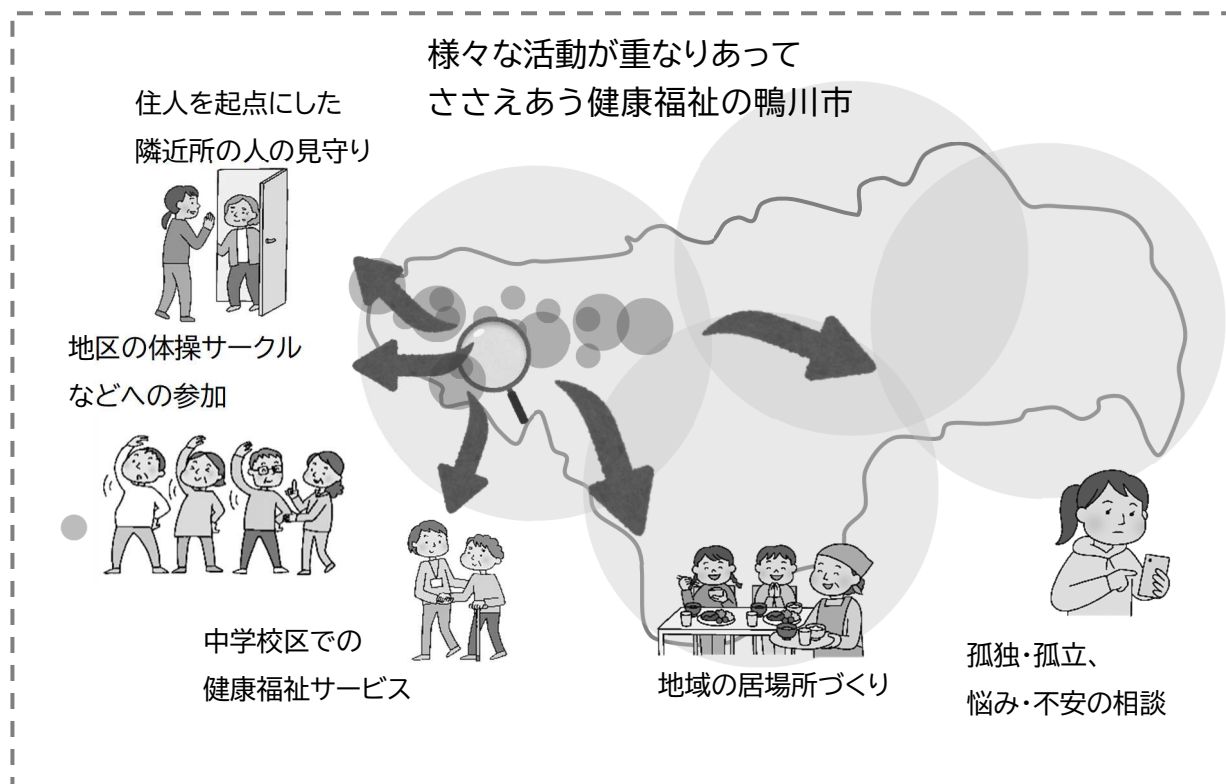 様々な活動が重なりあって
ささえあう健康福祉の鴨川市
住人を起点にした
隣近所の人の見守り
地区の体操サークル
などへの参加
中学校区での
健康福祉サービス
地域の居場所づくり
孤独・孤立、
悩み・不安の相談